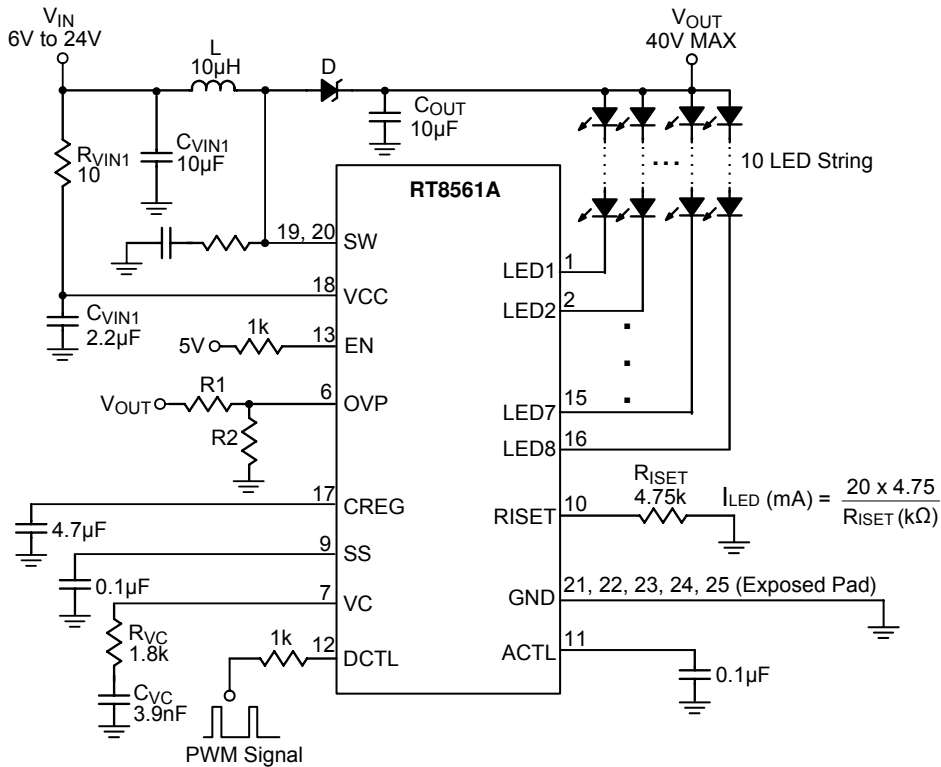 VIN
6V to 24V
L
10µH
D
VOUT
40V MAX
COUT
10µF
RVIN1
10
CVIN1
10µF
10 LED String
RT8561A
19, 20
SW
LED1
1
18
VCC
LED2
2
CVIN1
2.2µF
5V
1k
13
EN
VOUT
R1
6
OVP
R2
LED7
15
LED8
16
17
CREG
4.7µF
RISET
10
RISET
4.75k
ILED (mA) = 20 x 4.75
RISET (kΩ)
9
SS
0.1µF
7
VC
GND
21, 22, 23, 24, 25 (Exposed Pad)
RVC
1.8k
1k
12
DCTL
ACTL
11
0.1µF
CVC
3.9nF
PWM Signal